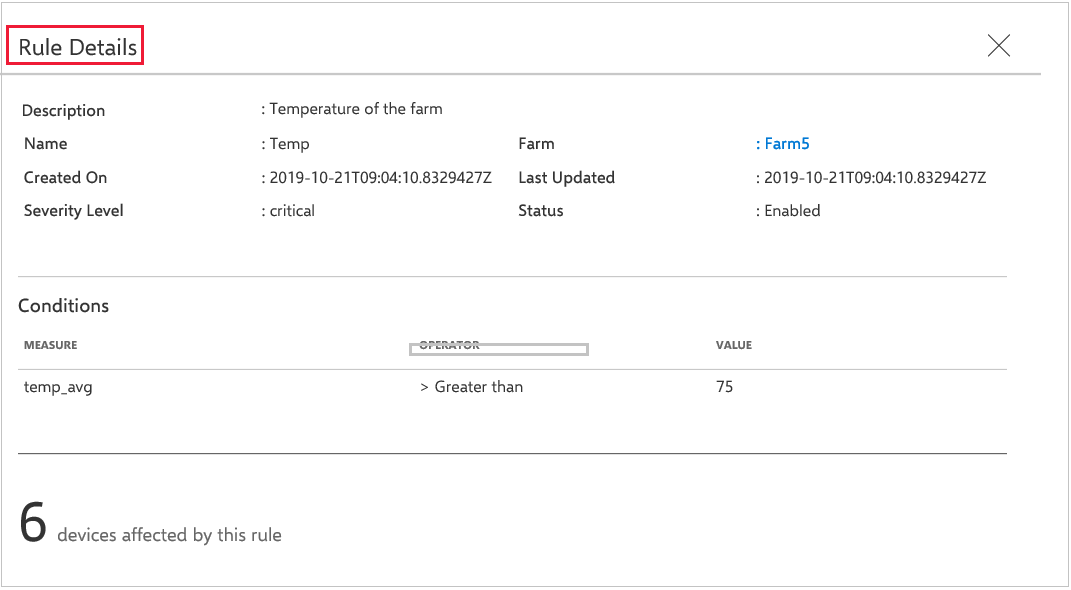 Rule Details
Description : Temperature of the farm
Name : Temp Farm : Farm5
Created On : 2019-10-21T09:04:10.8329427Z Last Updated : 2019-10-21T09:04:10.8329427Z
Severity Level : critical Status : Enabled
Conditions
MEASURE OPERATOR VALUE
temp_avg > Greater than 75
6 devices affected by this rule